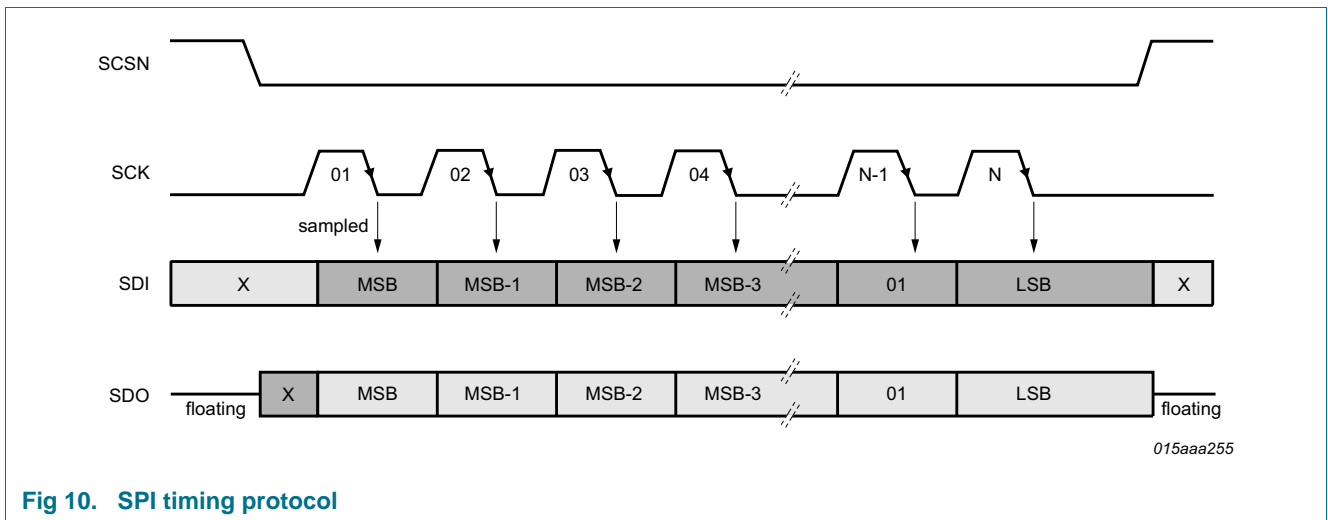 SCSN
SCK 01 02 03 04 N-1 N
sampled
SDI X MSB MSB-1 MSB-2 MSB-3 01 LSB X
SDO X MSB MSB-1 MSB-2 MSB-3 01 LSB
floating floating
015aaa255
Fig 10. SPI timing protocol